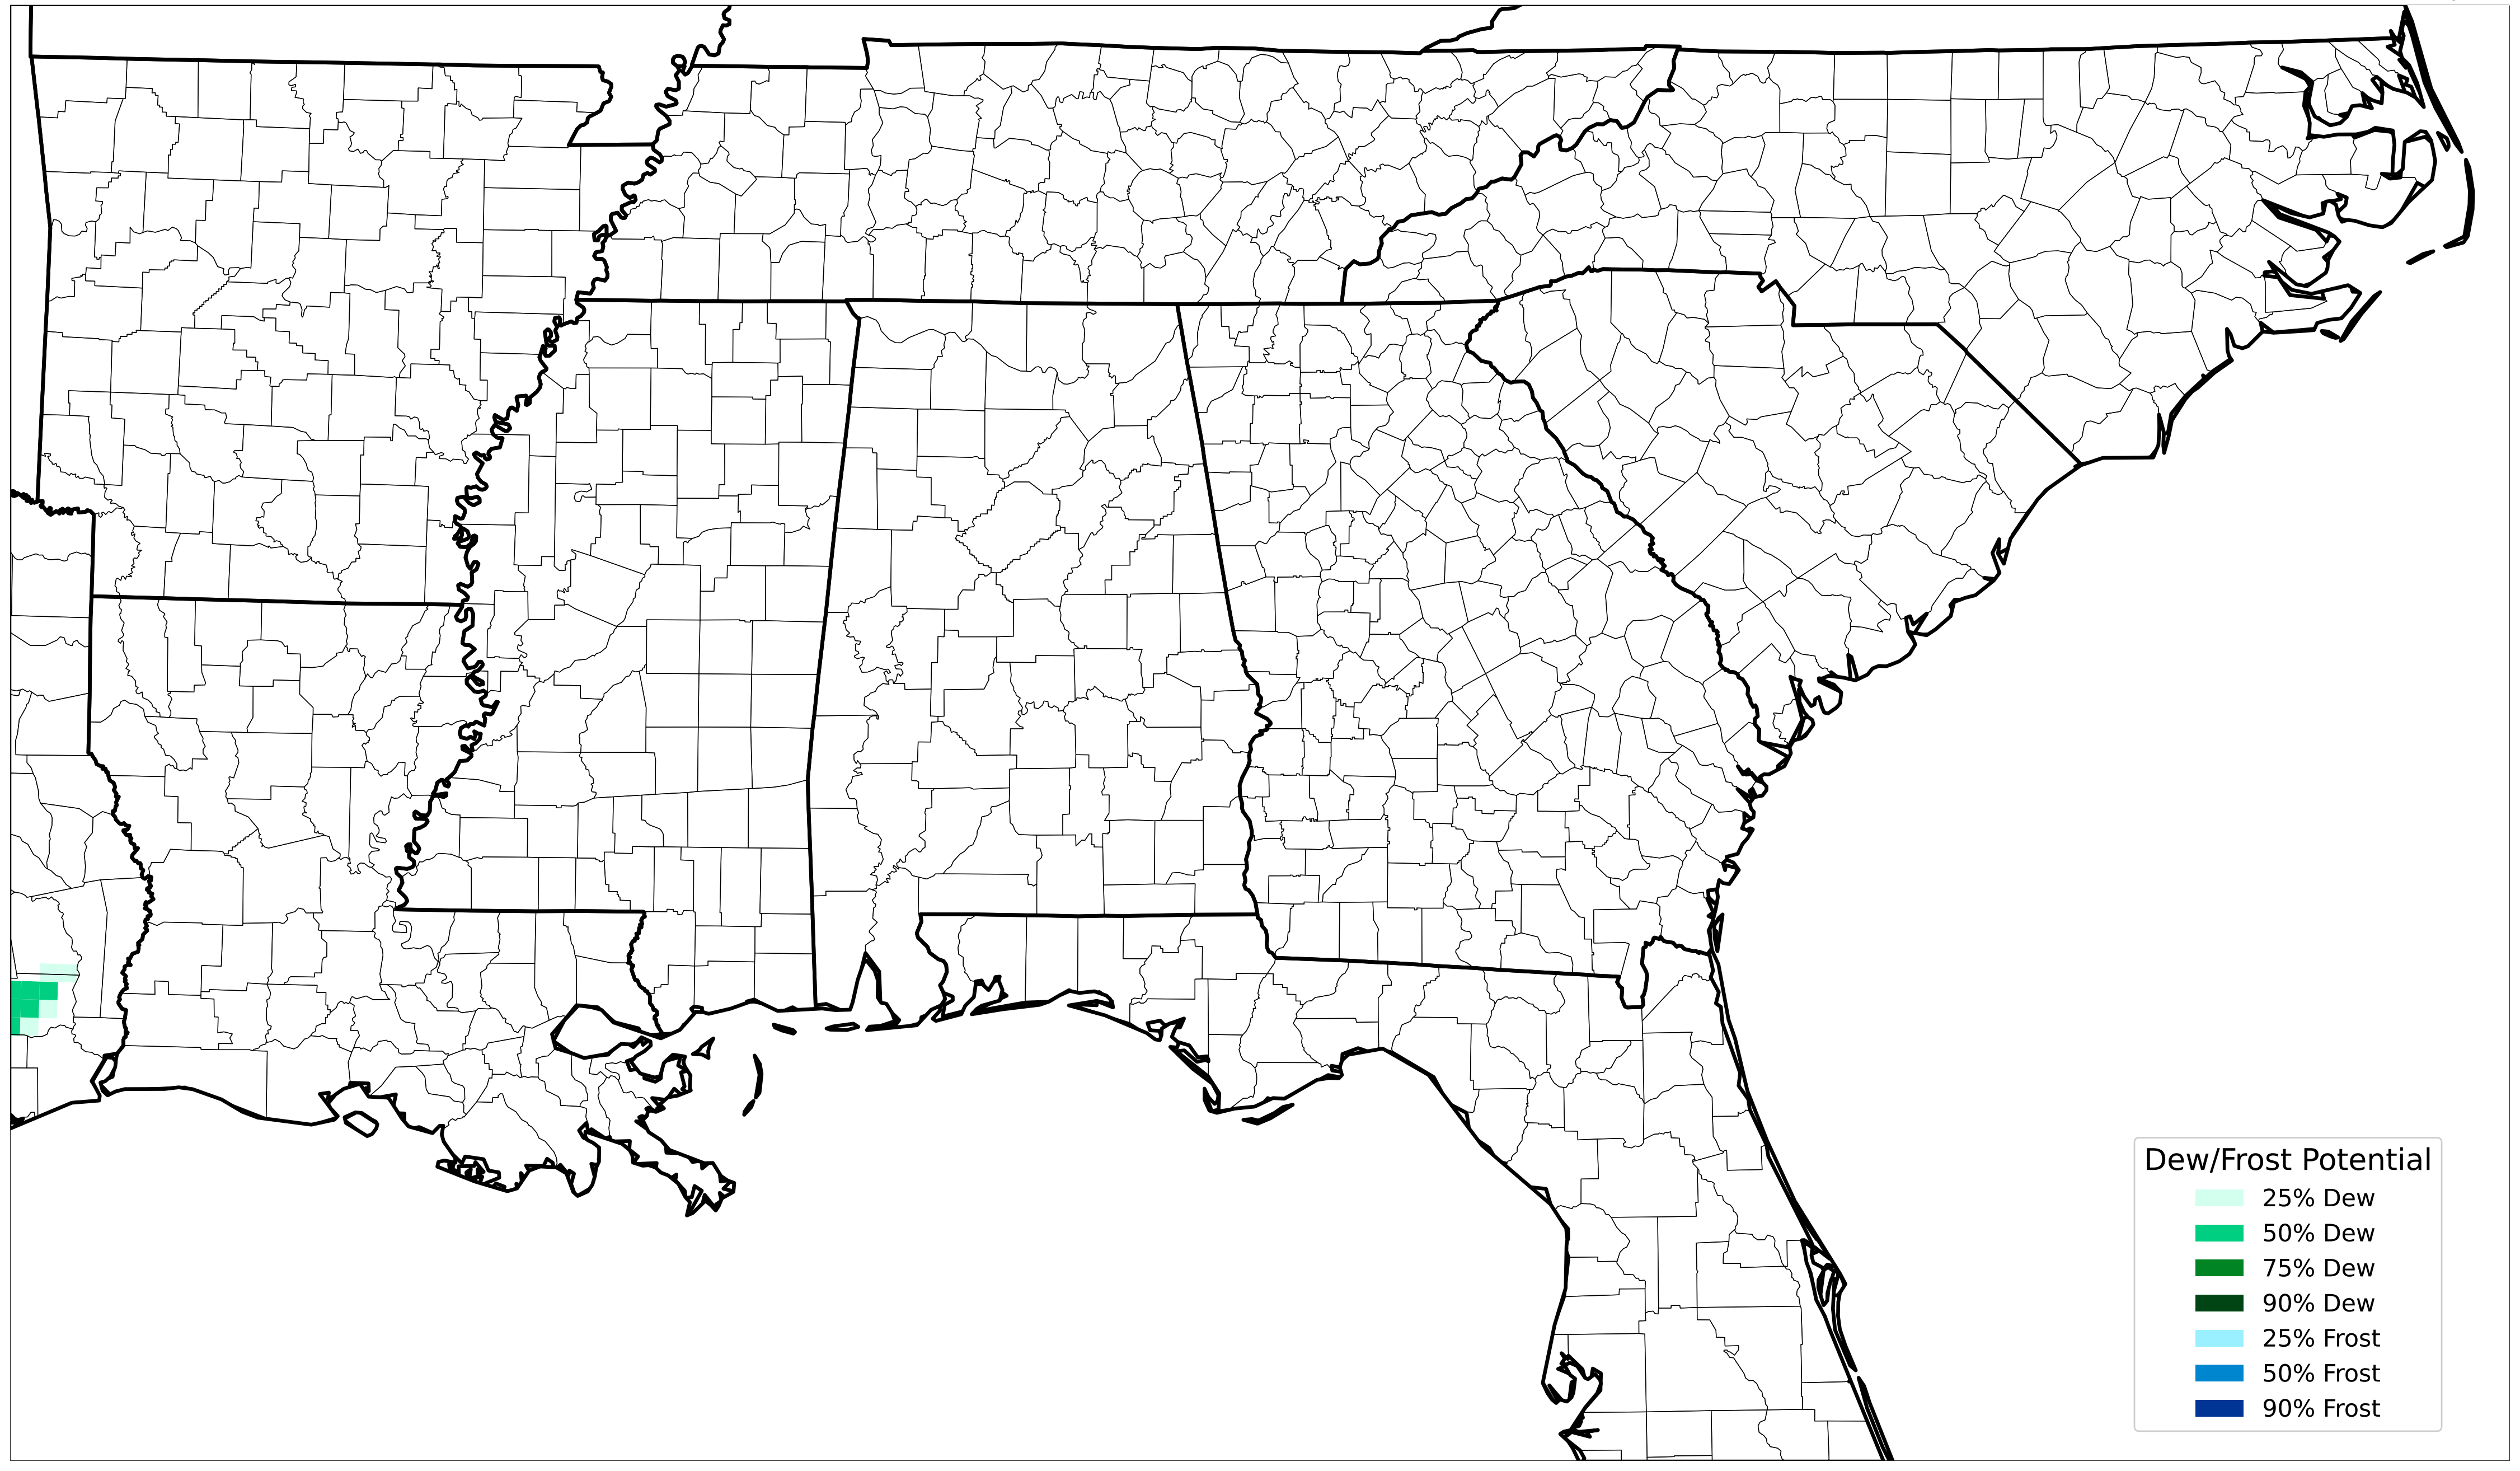 Dew/Frost Potential
25% Dew
50% Dew
75% Dew
90% Dew
25% Frost
50% Frost
90% Frost